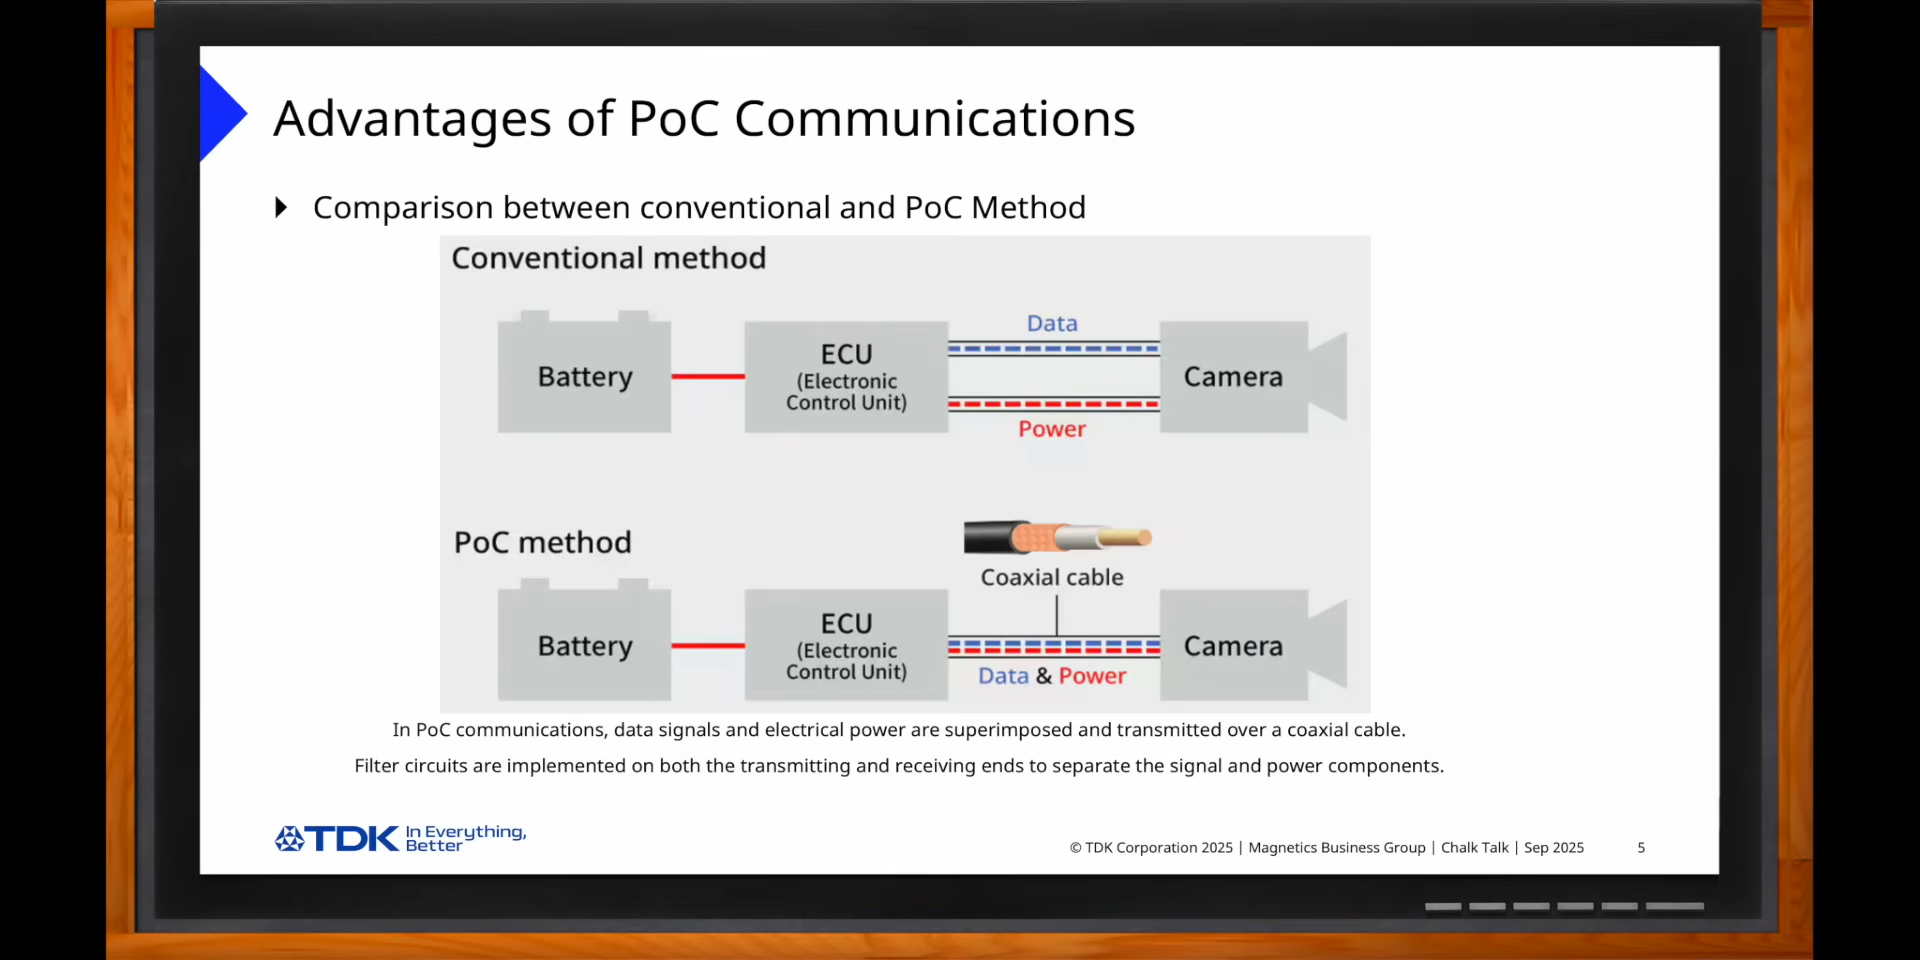 Advantages of PoC Communications
Comparison between conventional and PoC Method
Conventional method
Battery
ECU
(Electronic
Control Unit)
Data
Power
Camera
PoC method
Coaxial cable
Battery
ECU
(Electronic
Control Unit)
Data & Power
Camera
In PoC communications, data signals and electrical power are superimposed and transmitted over a coaxial cable.
Filter circuits are implemented on both the transmitting and receiving ends to separate the signal and power components.
TDK In Everything,
Better
© TDK Corporation 2025 | Magnetics Business Group | Chalk Talk | Sep 2025 5